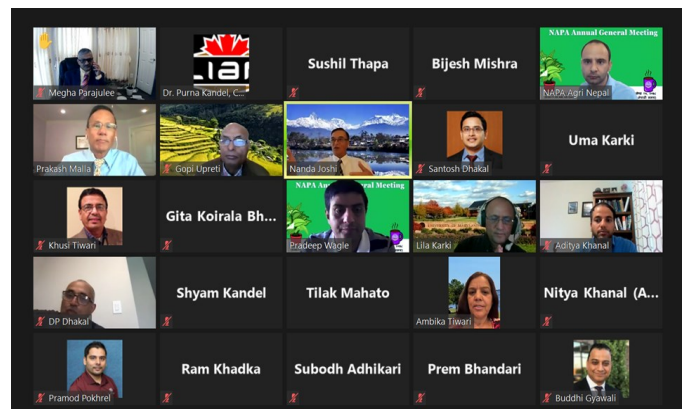 Megha Parajulee
Dr. Purna Kandel, C...
Sushil Thapa
Bijesh Mishra
NAPA Annual General Meeting
NAPA:Agri Nepal
Prakash Malla
Gopi Upreti
Nanda Joshi
Santosh Dhakal
Uma Karki
Khusi Tiwari
Gita Koirala Bh...
NAPA Annual General Meeting
Pradeep Wagle
Lila Karki
Aditya Khanal
DP Dhakal
Shyam Kandel
Tilak Mahato
Ambika Tiwari
Nitya Khanal (A...
Pramod Pokhrel
Ram Khadka
Subodh Adhikari
Prem Bhandari
Buddhi Gyawali